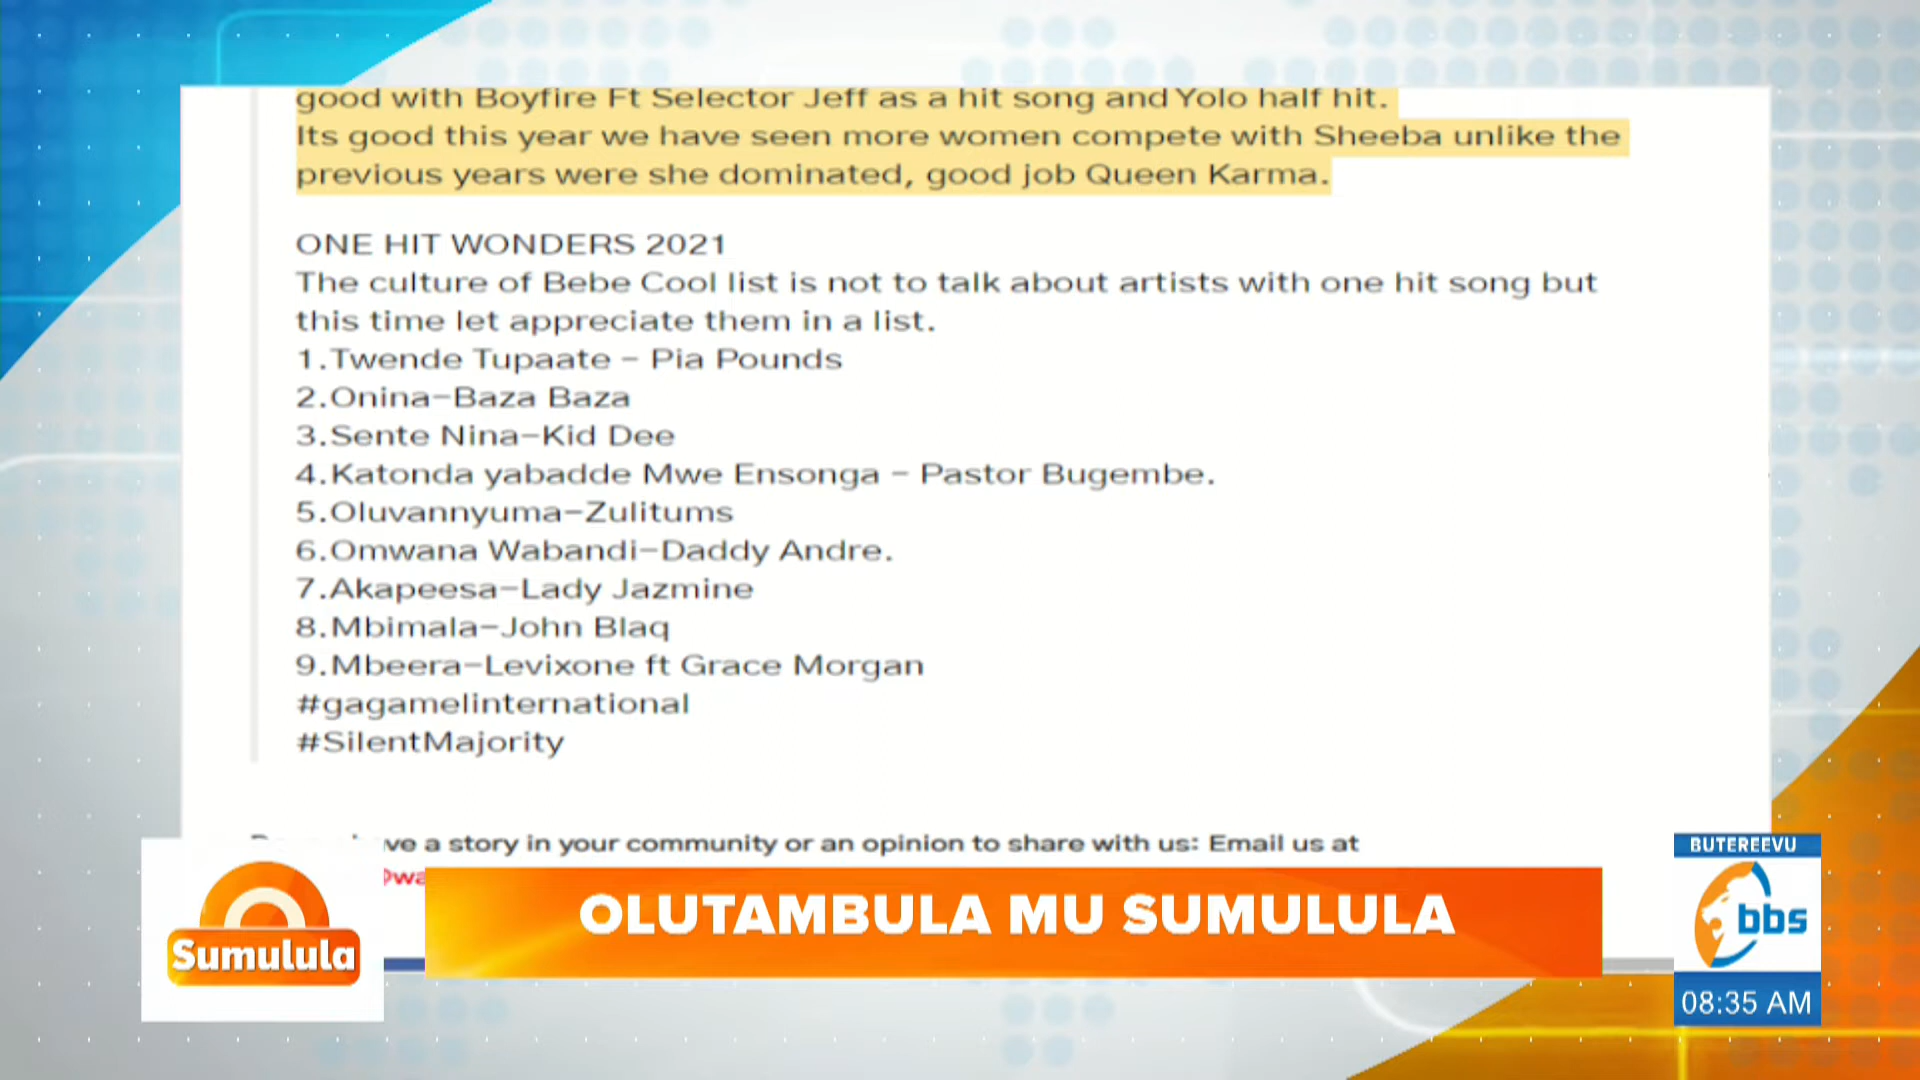 good with Boyfire Ft Selector Jeff as a hit song and Yolo half hit.
Its good this year we have seen more women compete with Sheeba unlike the
previous years were she dominated, good job Queen Karma.
ONE HIT WONDERS 2021
The culture of Bebe Cool list is not to talk about artists with one hit song but
this time let appreciate them in a list.
1.Twende Tupaate – Pia Pounds
2.Onina–Baza Baza
3.Sente Nina–Kid Dee
4.Katonda yabadde Mwe Ensonga – Pastor Bugembe.
5.Oluvannyuma–Zulitums
6.Omwana Wabandi–Daddy Andre.
7.Akapeesa–Lady Jazmine
8.Mbimala–John Blaq
9.Mbeera–Levixone ft Grace Morgan
#gagamelinternational
#SilentMajority
a story in your community or an opinion to share with us: Email us at
Sumulula
OLUTAMBULA MU SUMULULA
BUTEREEVU
bbs
08:35 AM